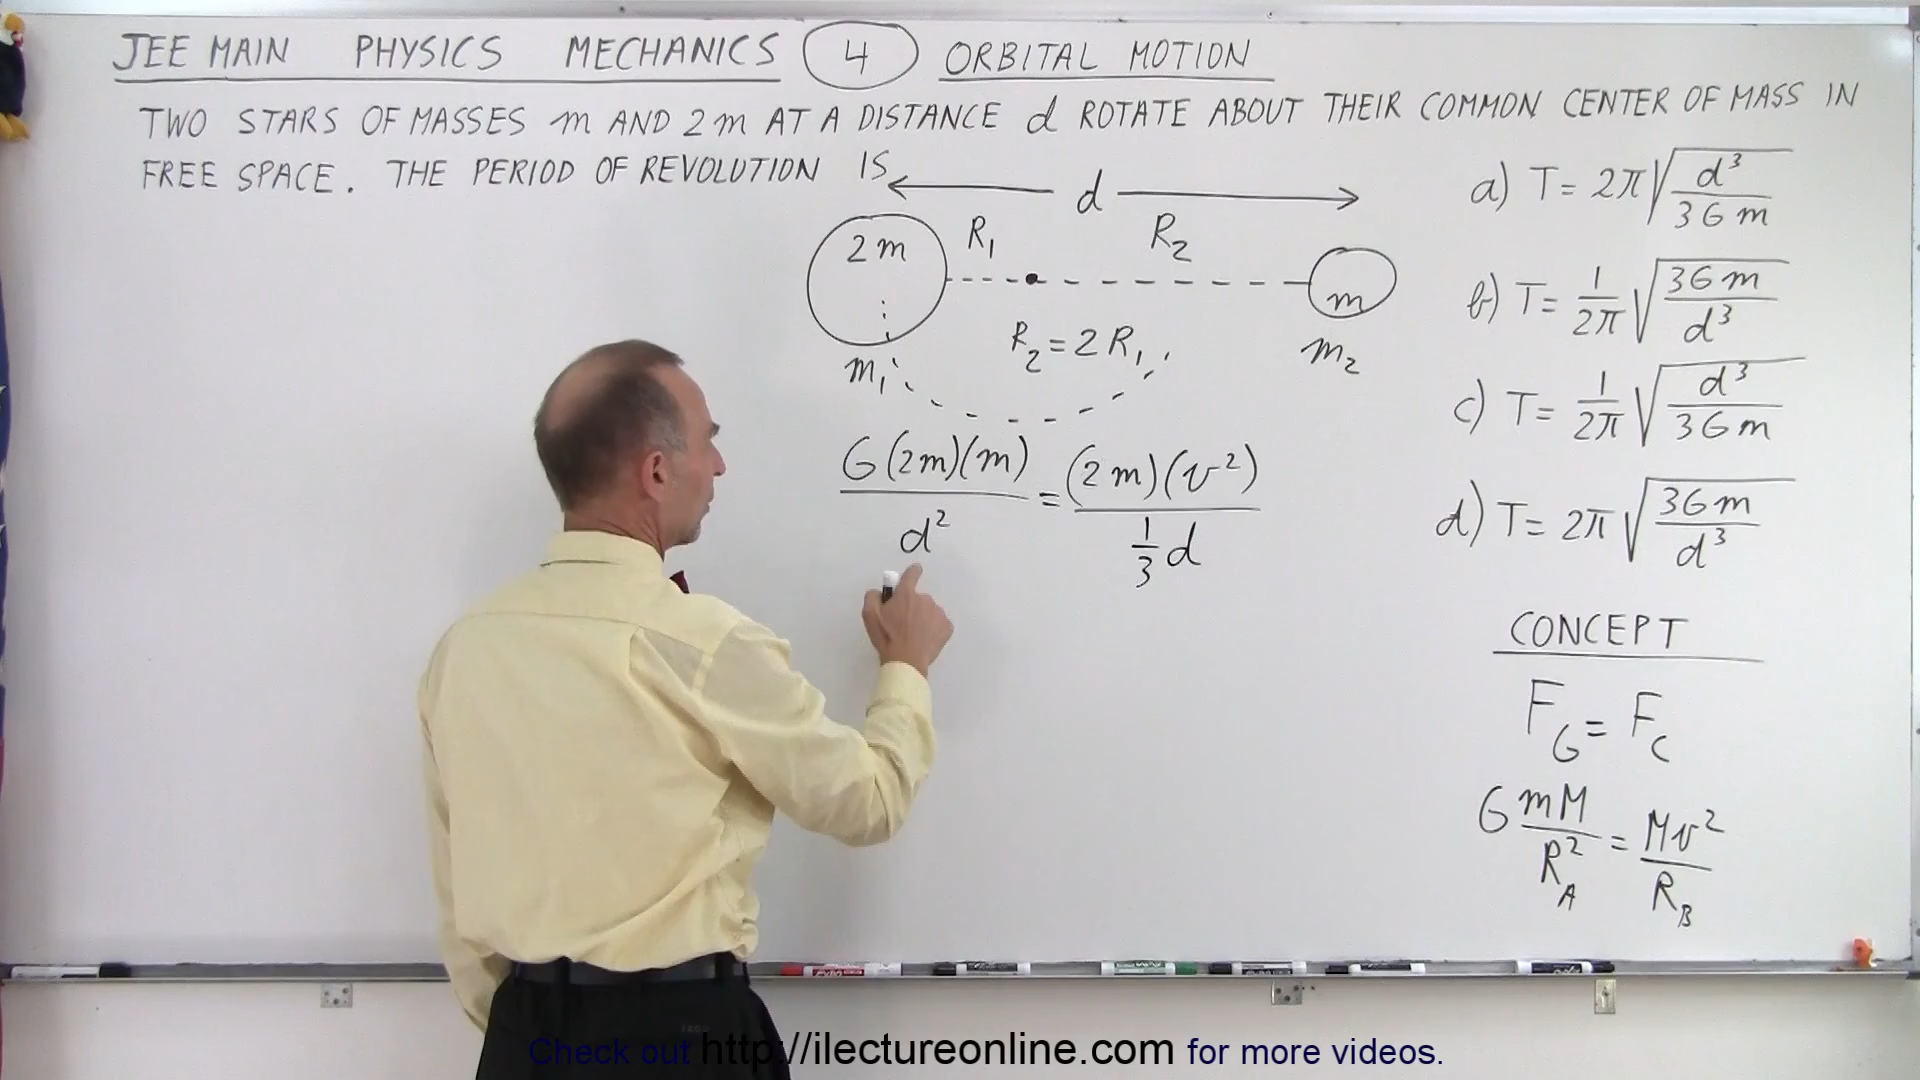 JEE MAIN PHYSICS MECHANICS 4 ORBITAL MOTION
TWO STARS OF MASSES m AND 2m AT A DISTANCE d ROTATE ABOUT THEIR COMMON CENTER OF MASS IN
FREE SPACE. THE PERIOD OF REVOLUTION IS
d
R₁ R₂
2m
m
m₁
m₂
R₂ = 2R₁
G(2m)(m)/d² = (2m)(v²)/(1/3 d)
a) T = 2π√(d³/3Gm)
b) T = 1/2π √(3Gm/d³)
c) T = 1/2π √(d³/3Gm)
d) T = 2π√(3Gm/d³)
CONCEPT
F_G = F_C
G mM/R_A² = Mv²/R_B
Check out http://ilectureonline.com for more videos.